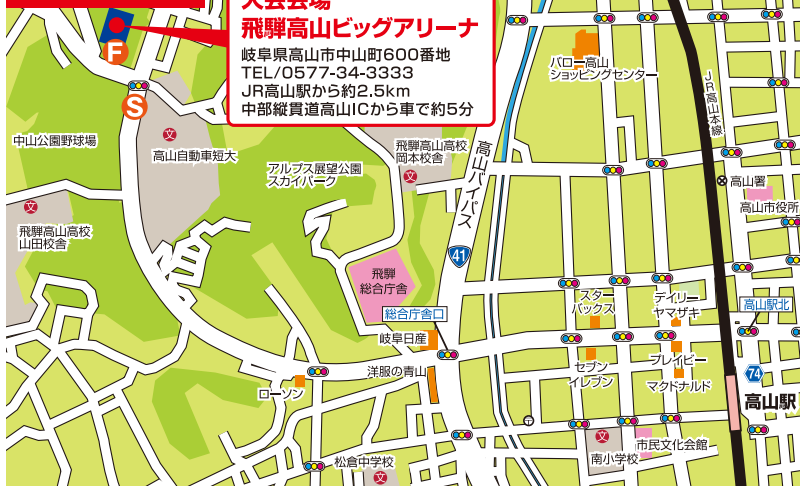 大会会場
飛騨高山ビッグアリーナ
岐阜県高山市中山町600番地
TEL/0577-34-3333
JR高山駅から約2.5km
中部縦貫道高山ICから車で約5分
F
S
文
中山公園野球場
高山自動車短大
アルプス展望公園
スカイパーク
飛騨高山高校
岡本校舎
文
高山バイパス
バロー高山
ショッピングセンター
JR高山本線
高山署
高山市役所
文
飛騨高山高校
山田校舎
41
飛騨
総合庁舎
総合庁舎口
岐阜日産
洋服の青山
ローソン
スター
バックス
デイリー
ヤマザキ
高山駅北
セブン
イレブン
プレイビー
マクドナルド
74
高山駅
文
南小学校
市民文化会館
松倉中学校
文